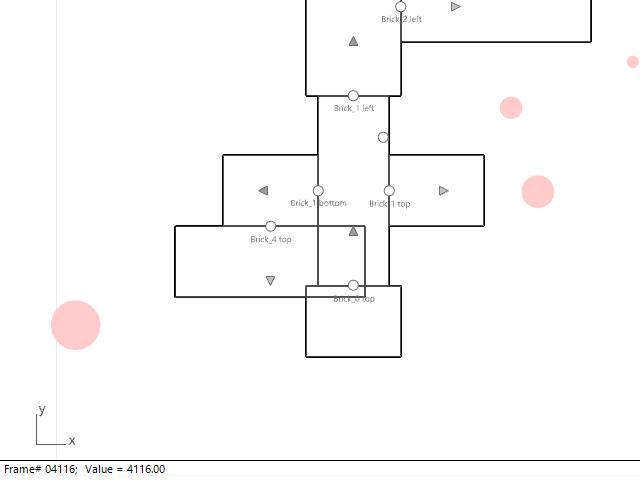 Brick_2 left
Brick_1 left
Brick_1 bottom
Brick_1 top
Brick_4 top
Brick_0 top
y
x
Frame# 04116; Value = 4116.00